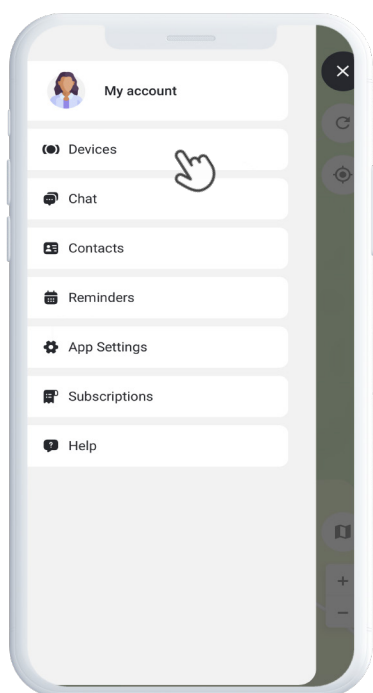 My account
Devices
Chat
Contacts
Reminders
App Settings
Subscriptions
Help